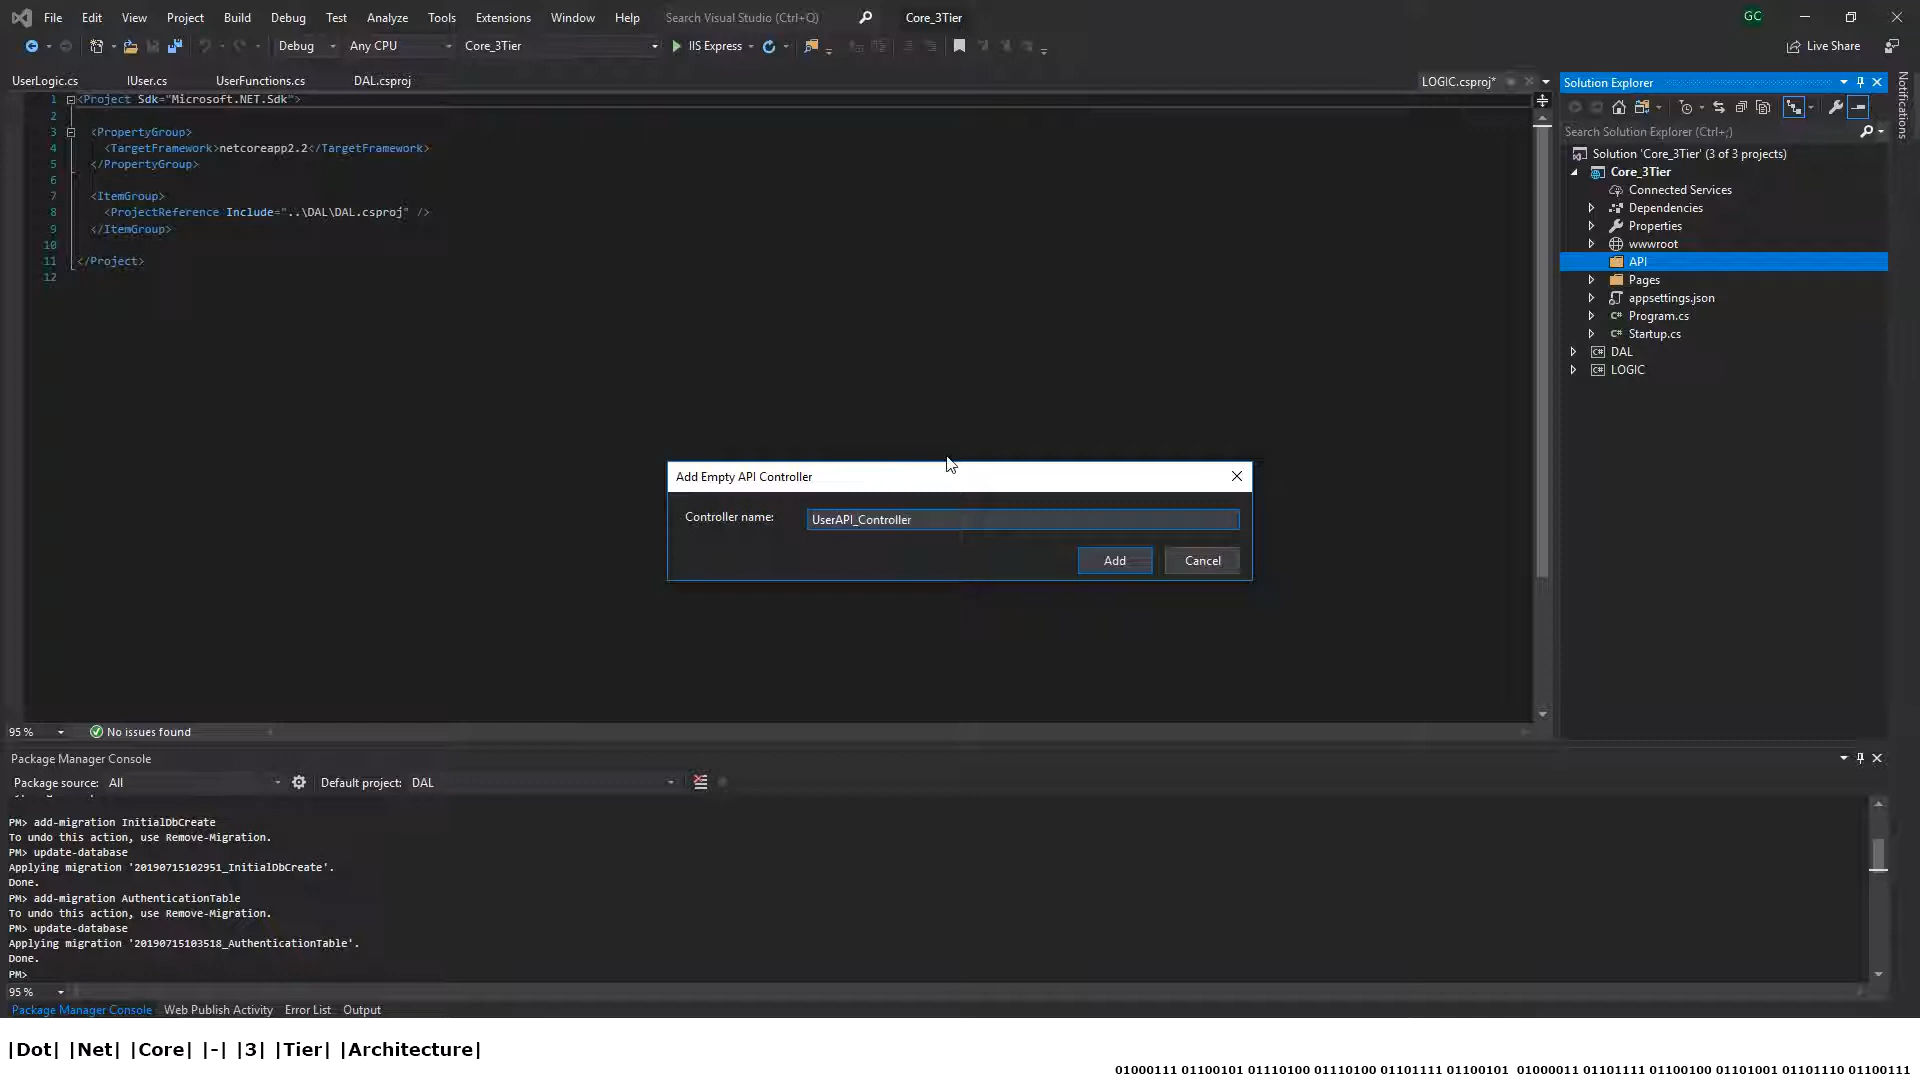 File Edit View Project Build Debug Test Analyze Tools Extensions Window Help Search Visual Studio (Ctrl+Q) Core_3Tier GC
Debug Any CPU Core_3Tier IIS Express Live Share
UserLogic.cs IUser.cs UserFunctions.cs DAL.csproj LOGIC.csproj*
1 <Project Sdk="Microsoft.NET.Sdk">
2
3 <PropertyGroup>
4 <TargetFramework>netcoreapp2.2</TargetFramework>
5 </PropertyGroup>
6
7 <ItemGroup>
8 <ProjectReference Include="..\DAL\DAL.csproj" />
9 </ItemGroup>
10
11 </Project>
12
Add Empty API Controller
Controller name: UserAPI_Controller
Add Cancel
Solution Explorer
Search Solution Explorer (Ctrl+;)
Solution 'Core_3Tier' (3 of 3 projects)
Core_3Tier
Connected Services
Dependencies
Properties
wwwroot
API
Pages
appsettings.json
Program.cs
Startup.cs
DAL
LOGIC
Notifications
95 % No issues found
Package Manager Console
Package source: All Default project: DAL
PM> add-migration InitialDbCreate
To undo this action, use Remove-Migration.
PM> update-database
Applying migration '20190715102951_InitialDbCreate'.
Done.
PM> add-migration AuthenticationTable
To undo this action, use Remove-Migration.
PM> update-database
Applying migration '20190715103518_AuthenticationTable'.
Done.
PM>
95 %
Package Manager Console Web Publish Activity Error List Output
|Dot| |Net| |Core| |-| |3| |Tier| |Architecture|
01000111 01100101 01110100 01110100 01101111 01100101 01000011 01101111 01100100 01101001 01101110 01100111